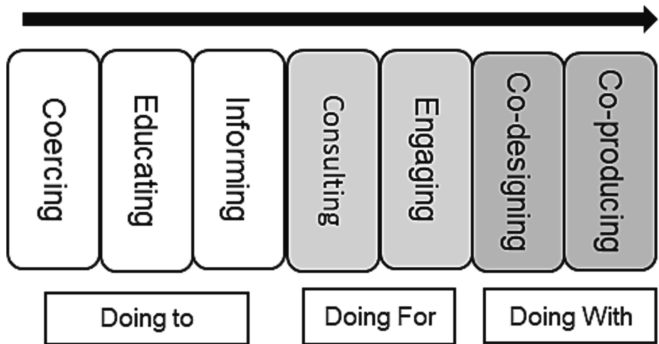 Coercing
Educating
Informing
Consulting
Engaging
Co-designing
Co-producing
Doing to
Doing For
Doing With